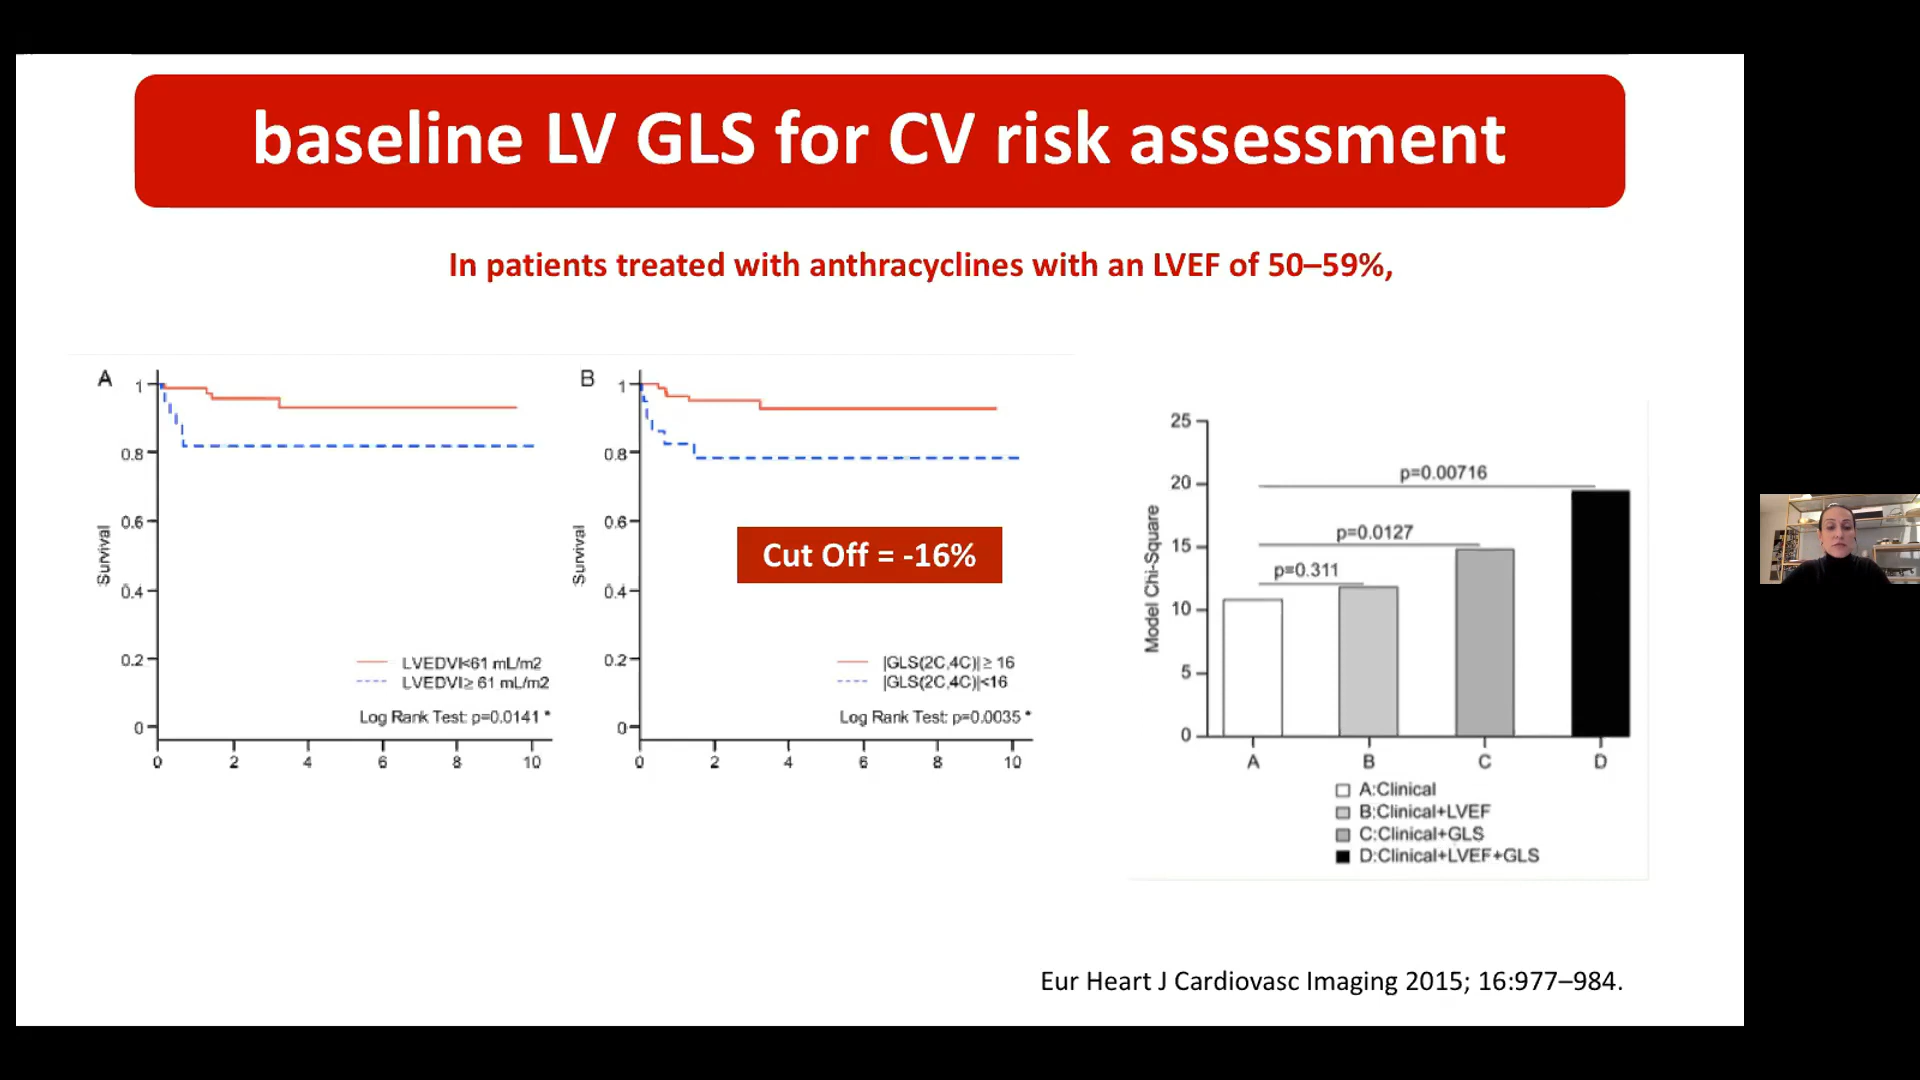 baseline LV GLS for CV risk assessment
In patients treated with anthracyclines with an LVEF of 50–59%,
A
1
0.8
0.6
0.4
0.2
0
Survival
LVEDVI<61 mL/m2
LVEDVI≥ 61 mL/m2
Log Rank Test: p=0.0141 *
0 2 4 6 8 10
B
1
0.8
0.6
0.4
0.2
0
Survival
Cut Off = -16%
|GLS(2C,4C)|≥ 16
|GLS(2C,4C)|<16
Log Rank Test: p=0.0035 *
0 2 4 6 8 10
25
20
15
10
5
0
Model Chi-Square
p=0.00716
p=0.0127
p=0.311
A B C D
A:Clinical
B:Clinical+LVEF
C:Clinical+GLS
D:Clinical+LVEF+GLS
Eur Heart J Cardiovasc Imaging 2015; 16:977–984.